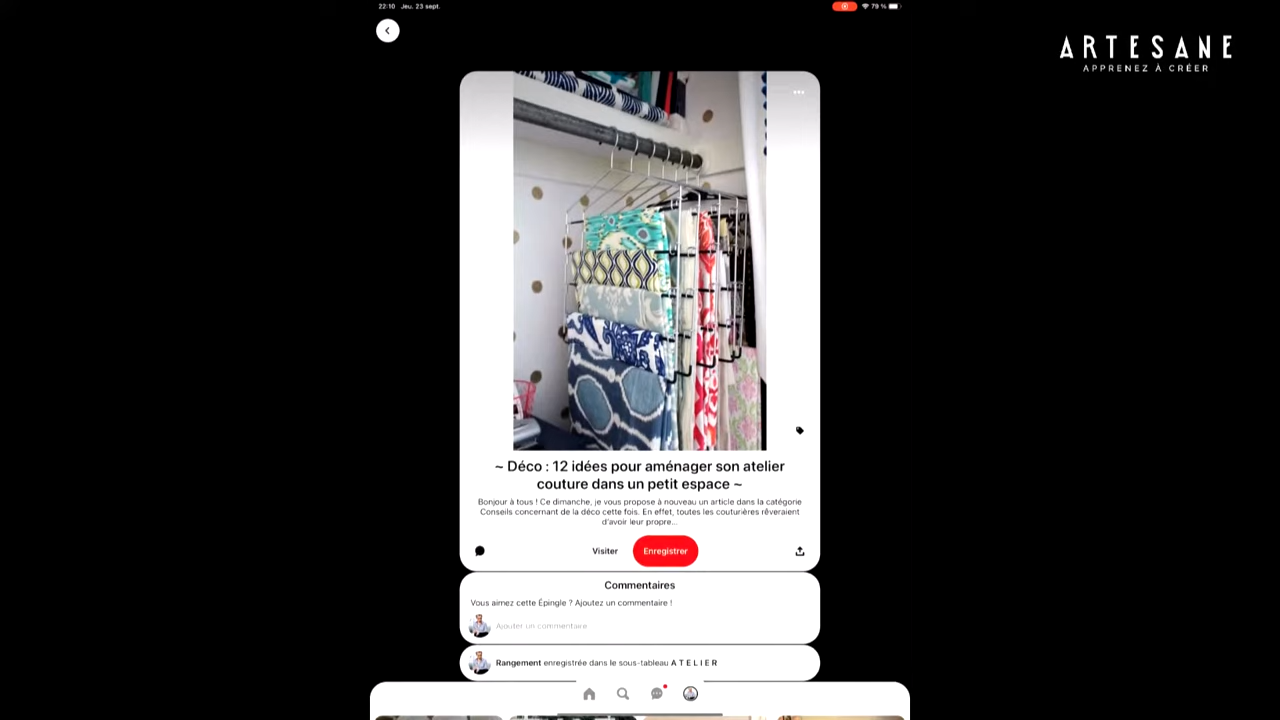 22:10 Jeu. 23 sept.
79 %
ARTESANE
APPRENEZ À CRÉER
~ Déco : 12 idées pour aménager son atelier
couture dans un petit espace ~
Bonjour à tous ! Ce dimanche, je vous propose à nouveau un article dans la catégorie
Conseils concernant de la déco cette fois. En effet, toutes les couturières rêveraient
d'avoir leur propre...
Visiter
Enregistrer
Commentaires
Vous aimez cette Épingle ? Ajoutez un commentaire !
Ajouter un commentaire
Rangement enregistrée dans le sous-tableau A T E L I E R